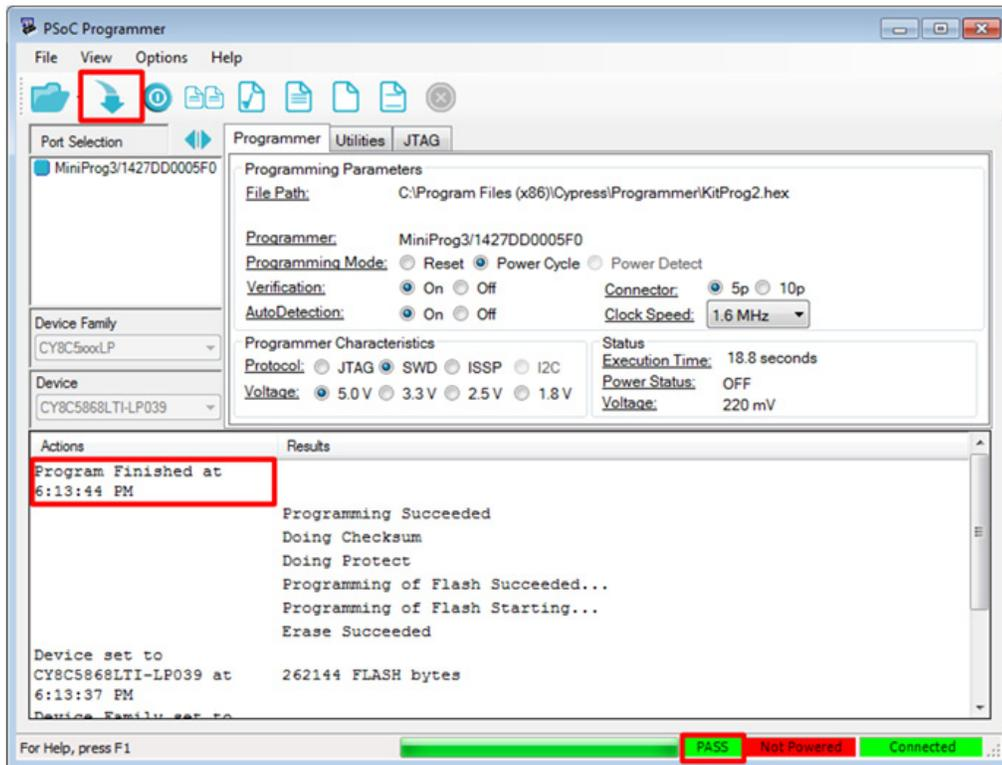 PSoC Programmer
File View Options Help
Port Selection
MiniProg3/1427DD0005F0
Device Family
CY8C5xxxLP
Device
CY8C5868LTI-LP039
Programmer Utilities JTAG
Programming Parameters
File Path: C:\Program Files (x86)\Cypress\Programmer\KitProg2.hex
Programmer: MiniProg3/1427DD0005F0
Programming Mode: Reset Power Cycle Power Detect
Verification: On Off Connector: 5p 10p
AutoDetection: On Off Clock Speed: 1.6 MHz
Programmer Characteristics
Protocol: JTAG SWD ISSP I2C
Voltage: 5.0 V 3.3 V 2.5 V 1.8 V
Status
Execution Time: 18.8 seconds
Power Status: OFF
Voltage: 220 mV
Actions Results
Program Finished at
6:13:44 PM
Programming Succeeded
Doing Checksum
Doing Protect
Programming of Flash Succeeded...
Programming of Flash Starting...
Erase Succeeded
Device set to
CY8C5868LTI-LP039 at 262144 FLASH bytes
6:13:37 PM
Device Family set to
For Help, press F1 PASS Not Powered Connected